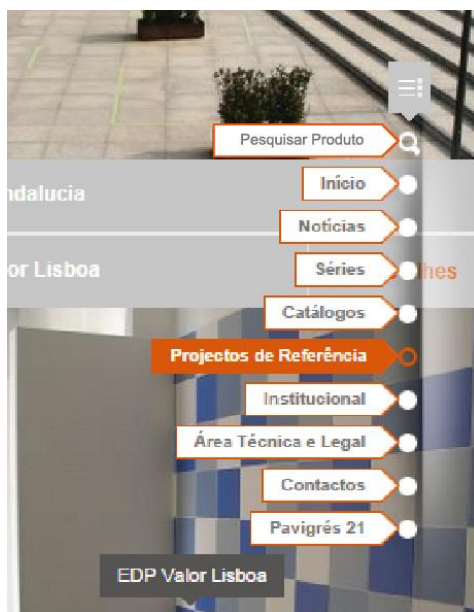 Pesquisar Produto
Início
ndalucia
Notícias
or Lisboa
Séries
hes
Catálogos
Projectos de Referência
Institucional
Área Técnica e Legal
Contactos
Pavigrés 21
EDP Valor Lisboa